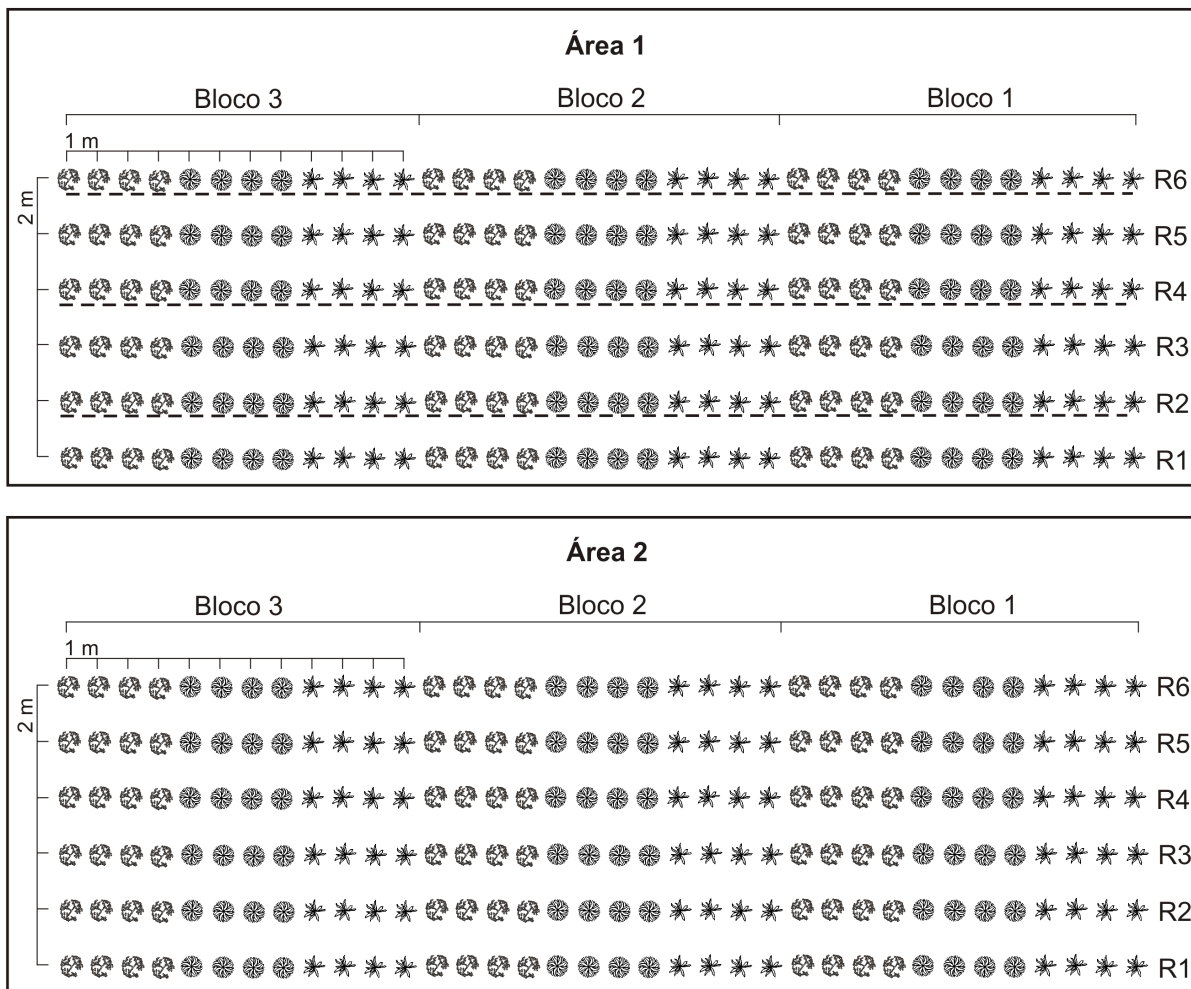 Área 1
Bloco 3 Bloco 2 Bloco 1
1 m
2 m
R6
R5
R4
R3
R2
R1
Área 2
Bloco 3 Bloco 2 Bloco 1
1 m
2 m
R6
R5
R4
R3
R2
R1